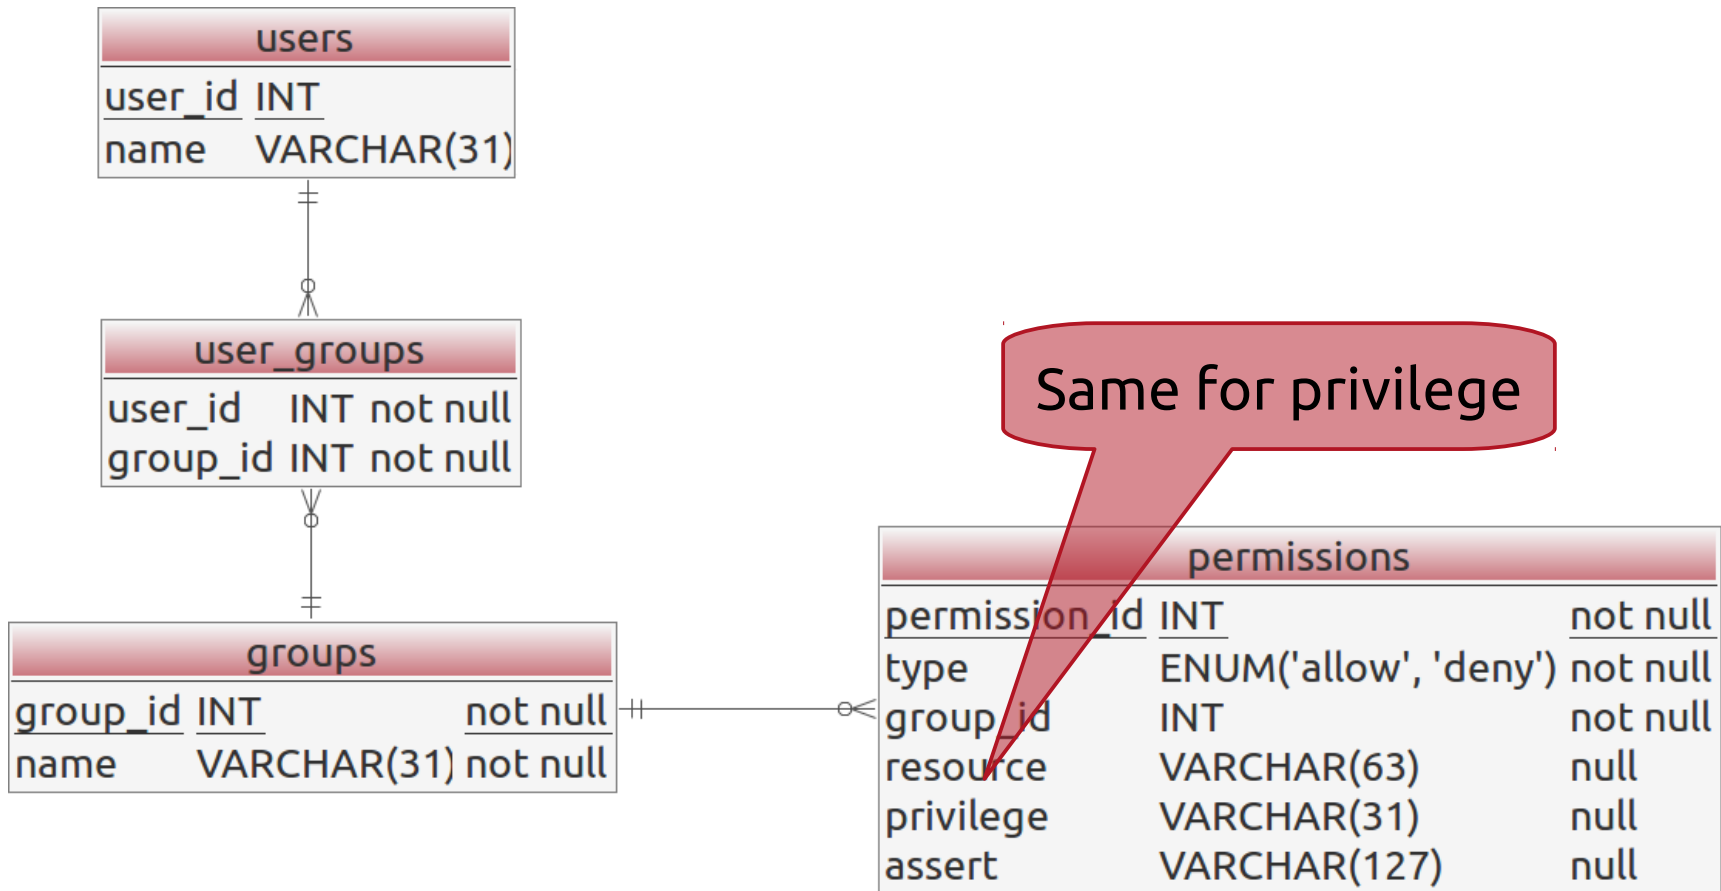 users
user_id INT
name VARCHAR(31)
user_groups
user_id INT not null
group_id INT not null
Same for privilege
groups
group_id INT not null
name VARCHAR(31) not null
permissions
permission_id INT not null
type ENUM('allow', 'deny') not null
group_id INT not null
resource VARCHAR(63) null
privilege VARCHAR(31) null
assert VARCHAR(127) null